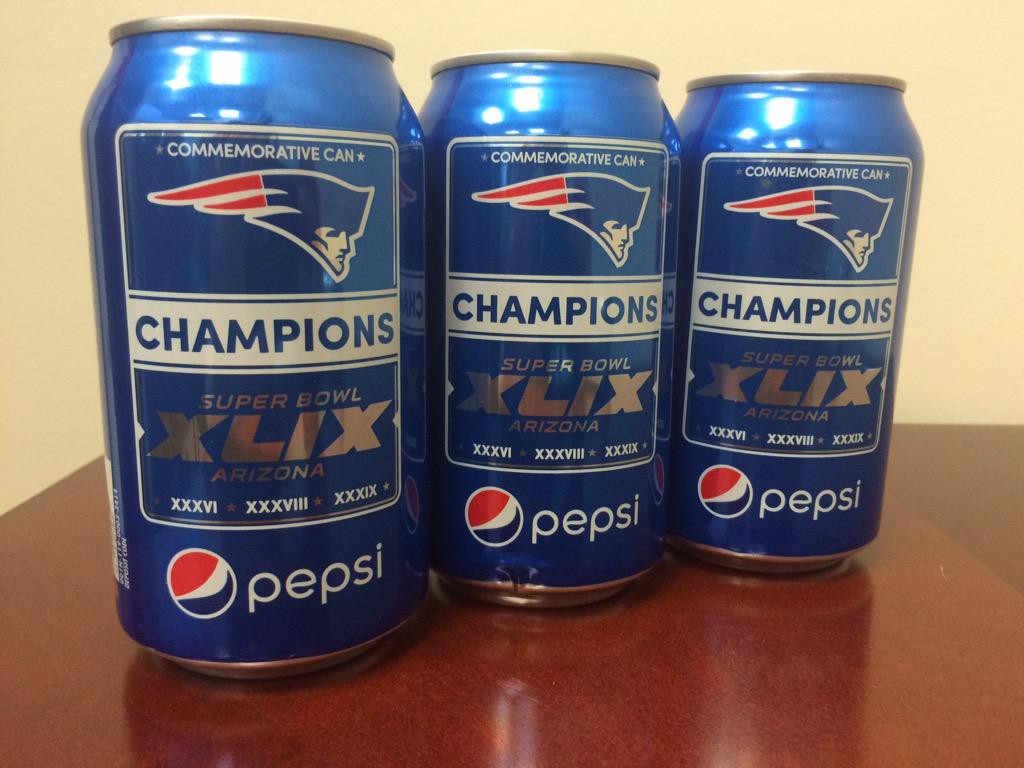 ★ COMMEMORATIVE CAN ★
CHAMPIONS
SUPER BOWL
XLIX
ARIZONA
XXXVI ★ XXXVIII ★ XXXIX
pepsi
★ COMMEMORATIVE CAN ★
CHAMPIONS
SUPER BOWL
XLIX
ARIZONA
XXXVI ★ XXXVIII ★ XXXIX ★
pepsi
★ COMMEMORATIVE CAN ★
CHAMPIONS
SUPER BOWL
XLIX
ARIZONA
XXXVI ★ XXXVIII ★ XXXIX ★
pepsi